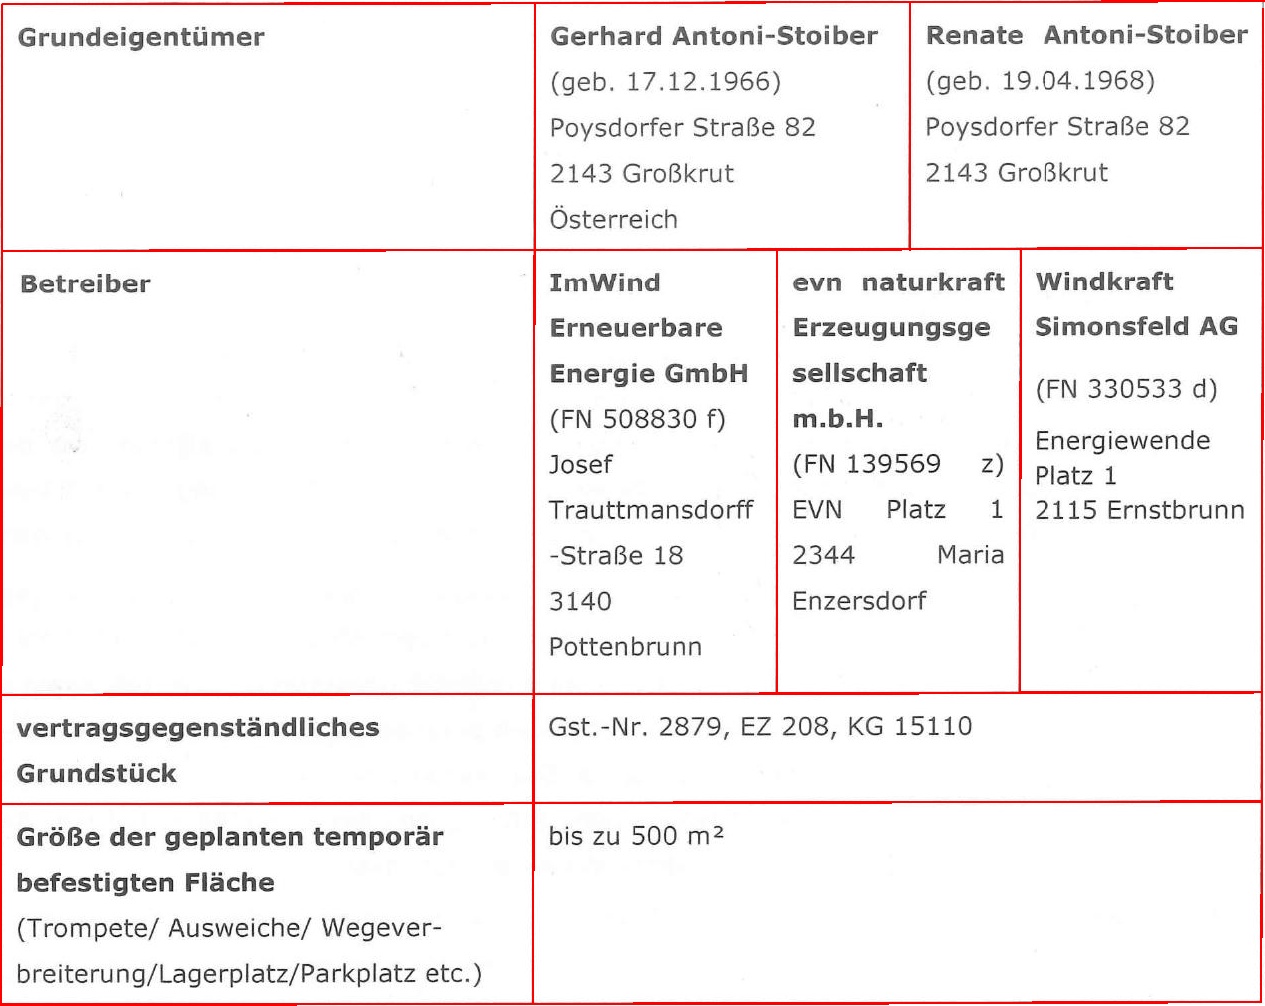 Grundeigentümer
Gerhard Antoni-Stoiber
(geb. 17.12.1966)
Poysdorfer Straße 82
2143 Großkrut
Österreich
Renate Antoni-Stoiber
(geb. 19.04.1968)
Poysdorfer Straße 82
2143 Großkrut
Betreiber
ImWind
Erneuerbare
Energie GmbH
(FN 508830 f)
Josef
Trauttmansdorff
-Straße 18
3140
Pottenbrunn
evn naturkraft
Erzeugungsge
sellschaft
m.b.H.
(FN 139569 z)
EVN Platz 1
2344 Maria
Enzersdorf
Windkraft
Simonsfeld AG
(FN 330533 d)
Energiewende
Platz 1
2115 Ernstbrunn
vertragsgegenständliches
Grundstück
Gst.-Nr. 2879, EZ 208, KG 15110
Größe der geplanten temporär
befestigten Fläche
(Trompete/ Ausweiche/ Wegever-
breiterung/Lagerplatz/Parkplatz etc.)
bis zu 500 m²